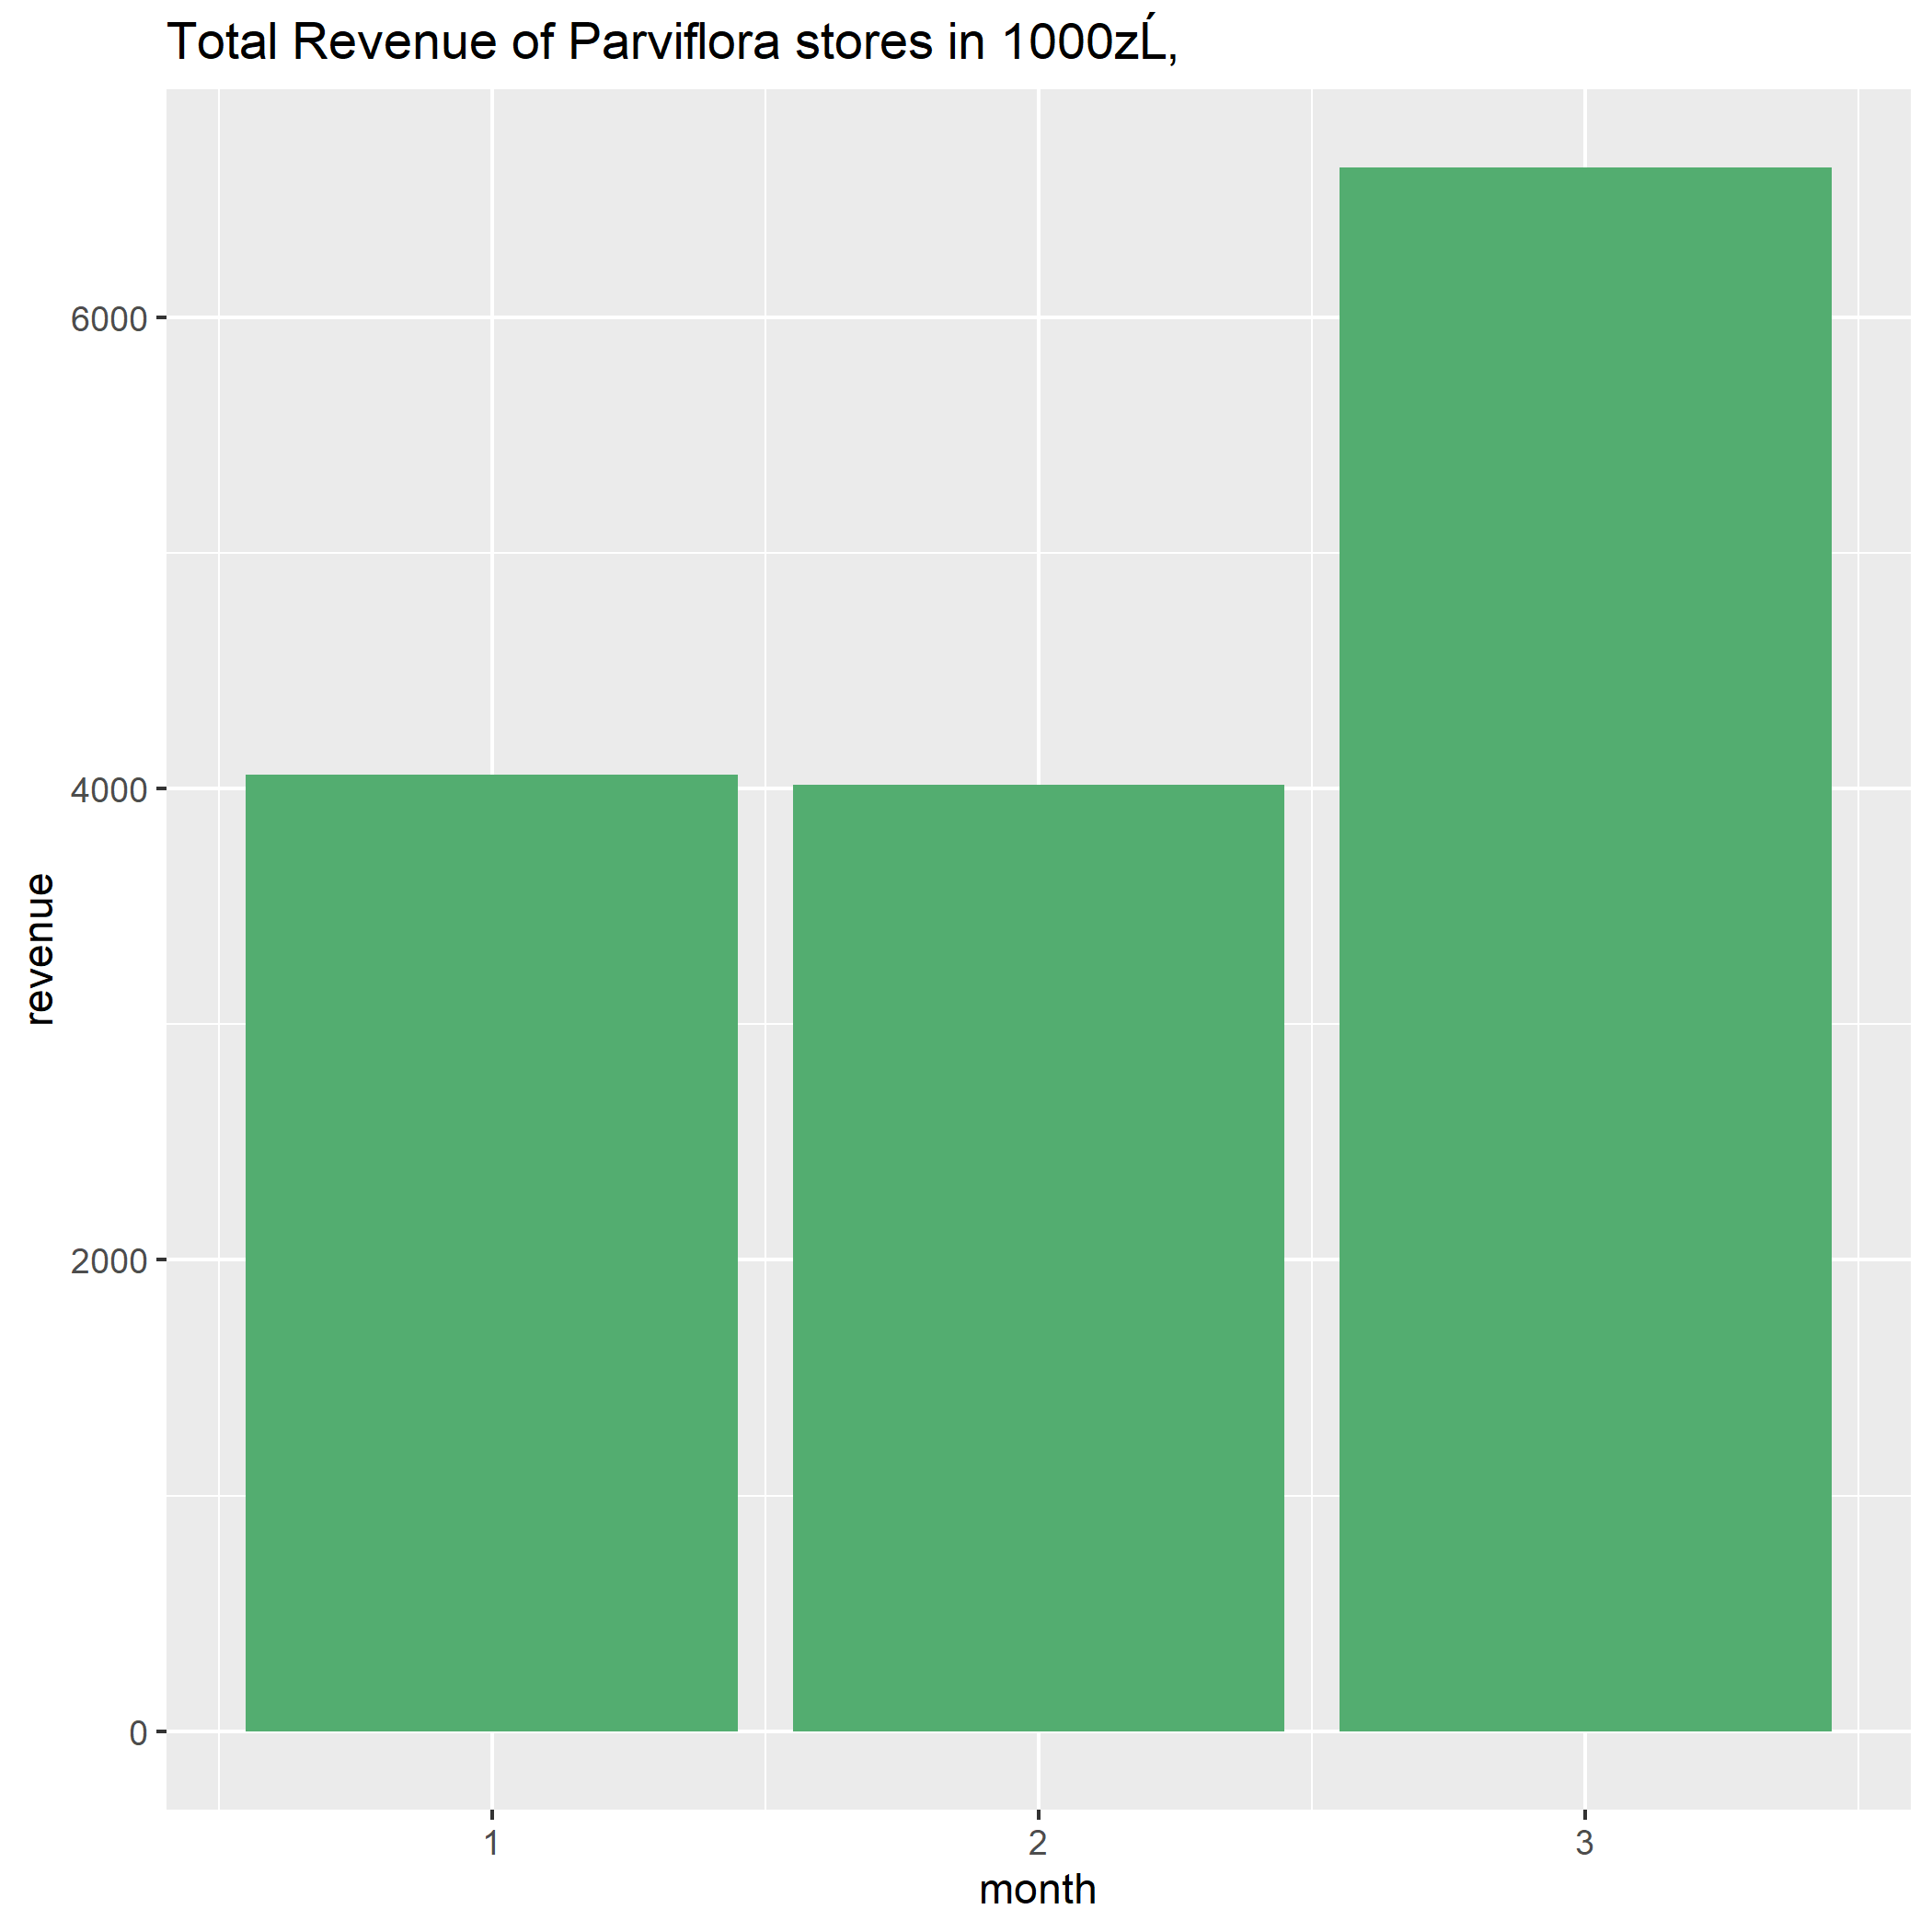 Total Revenue of Parviflora stores in 1000zĹ‚
6000
4000
2000
0
revenue
1
2
3
month